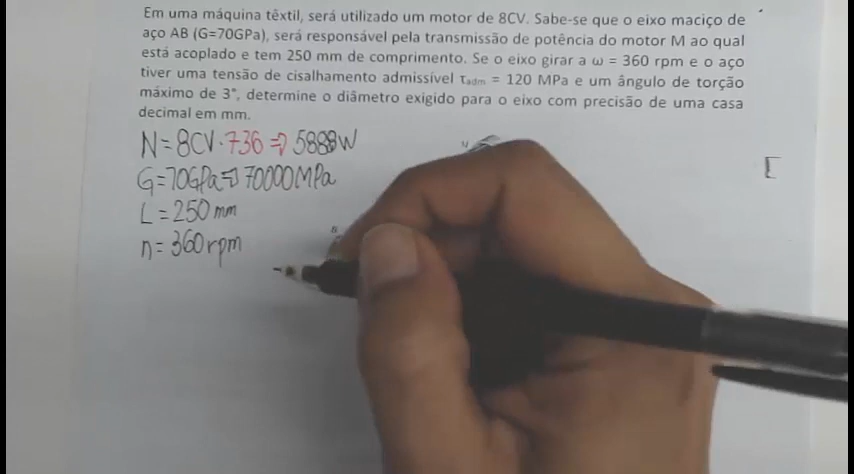 Em uma máquina têxtil, será utilizado um motor de 8CV. Sabe-se que o eixo maciço de
aço AB (G=70GPa), será responsável pela transmissão de potência do motor M ao qual
está acoplado e tem 250 mm de comprimento. Se o eixo girar a ω = 360 rpm e o aço
tiver uma tensão de cisalhamento admissível τadm = 120 MPa e um ângulo de torção
máximo de 3°, determine o diâmetro exigido para o eixo com precisão de uma casa
decimal em mm.
N = 8CV · 736 => 5888W
G = 70GPa => 70000 MPa
L = 250 mm
n = 360 rpm